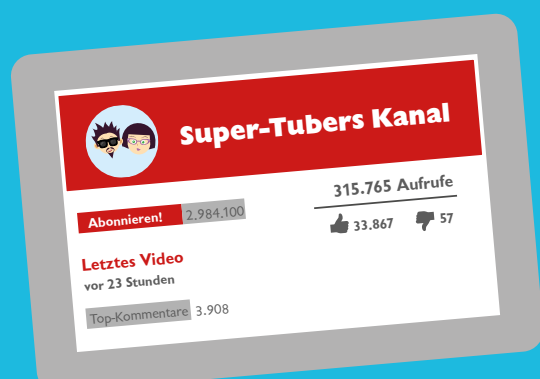 Super-Tubers Kanal
315.765 Aufrufe
Abonnieren! 2.984.100
33.867 57
Letztes Video
vor 23 Stunden
Top-Kommentare 3.908